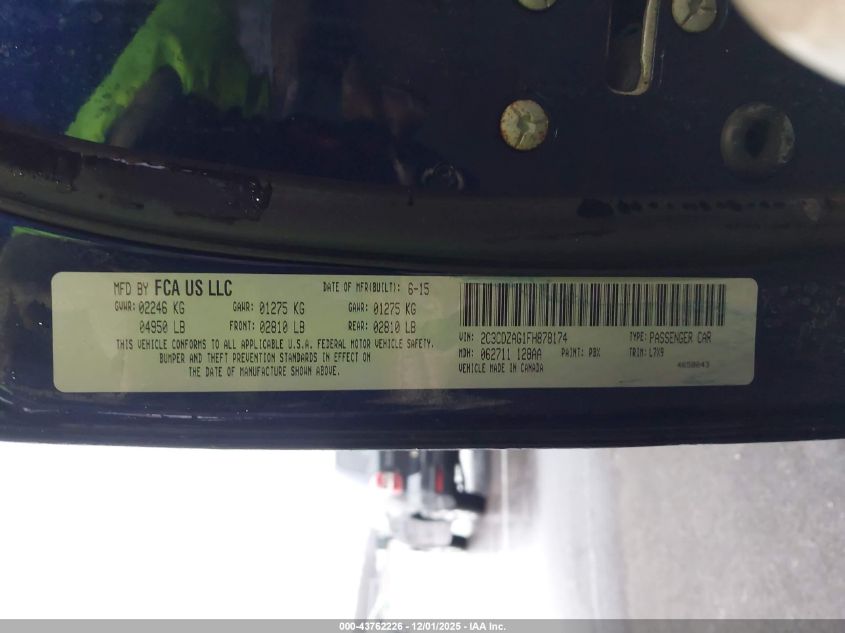 MFD BY FCA US LLC DATE OF MFR(BUILT): 6-15
GVWR: 02246 KG GAWR: 01275 KG GAWR: 01275 KG
04950 LB FRONT: 02810 LB REAR: 02810 LB
THIS VEHICLE CONFORMS TO ALL APPLICABLE U.S.A. FEDERAL MOTOR VEHICLE SAFETY,
BUMPER AND THEFT PREVENTION STANDARDS IN EFFECT ON
THE DATE OF MANUFACTURE SHOWN ABOVE.
VIN: 2C3CDZAG1FH878174 TYPE: PASSENGER CAR
MDH: 062711 128AA PAINT: PBX TRIM: L7X9
VEHICLE MADE IN CANADA 4650043
000-43762226 - 12/01/2025 - IAA Inc.